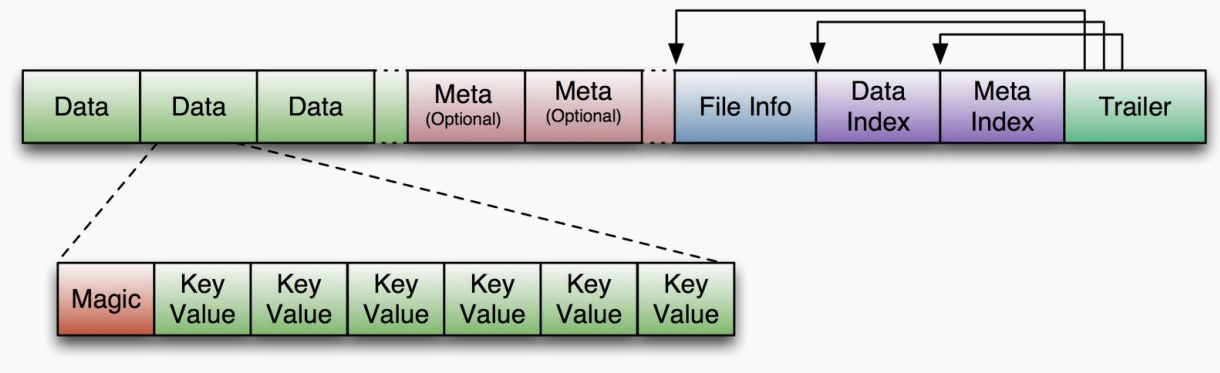 Data
Data
Data
Meta
(Optional)
Meta
(Optional)
File Info
Data
Index
Meta
Index
Trailer
Magic
Key
Value
Key
Value
Key
Value
Key
Value
Key
Value
Key
Value